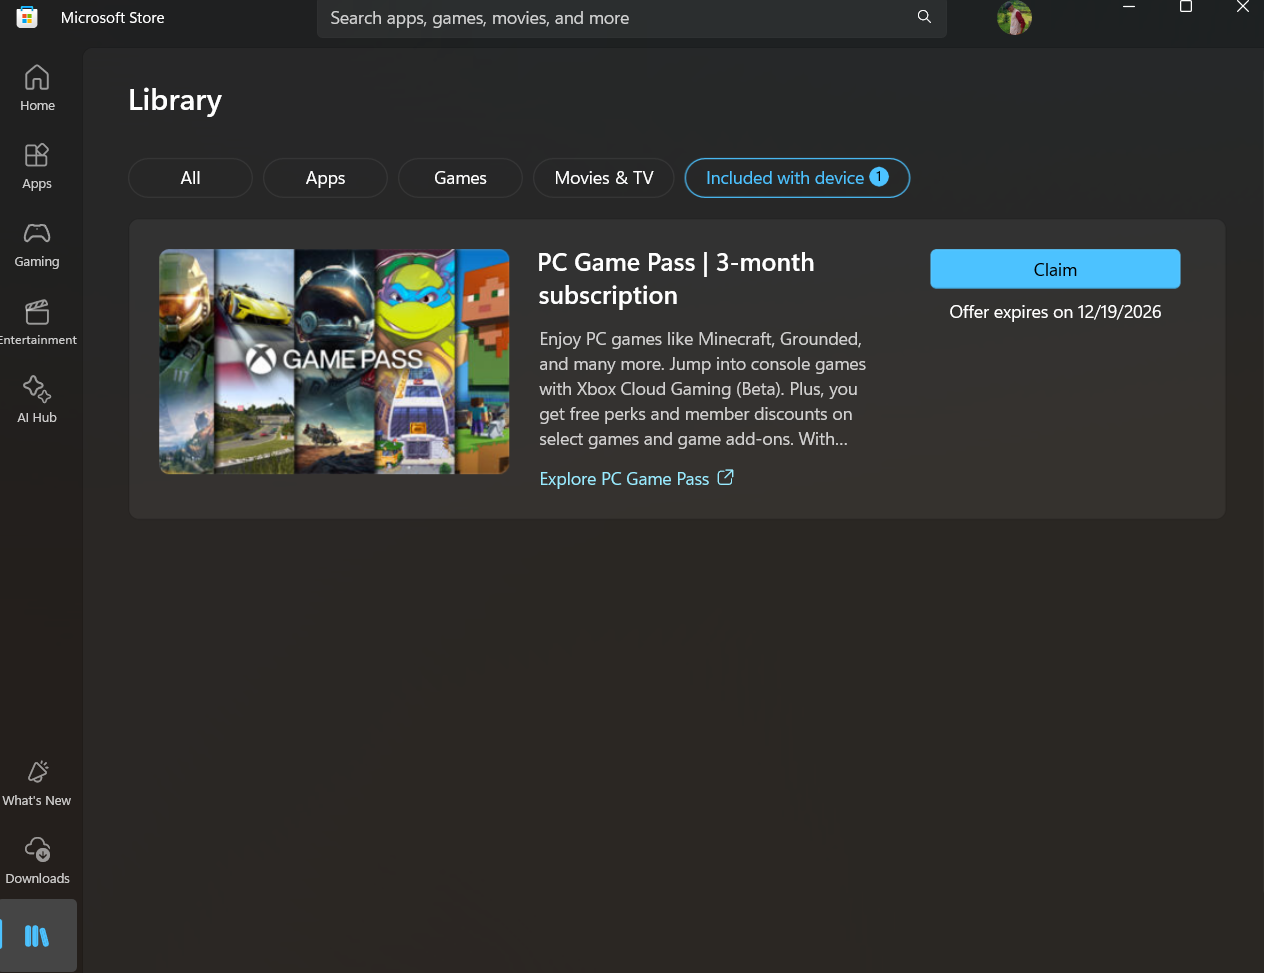 Microsoft Store
Search apps, games, movies, and more
Home
Apps
Gaming
Entertainment
AI Hub
What's New
Downloads
Library
All
Apps
Games
Movies & TV
Included with device 1
GAME PASS
PC Game Pass | 3-month
subscription
Enjoy PC games like Minecraft, Grounded,
and many more. Jump into console games
with Xbox Cloud Gaming (Beta). Plus, you
get free perks and member discounts on
select games and game add-ons. With...
Explore PC Game Pass
Claim
Offer expires on 12/19/2026